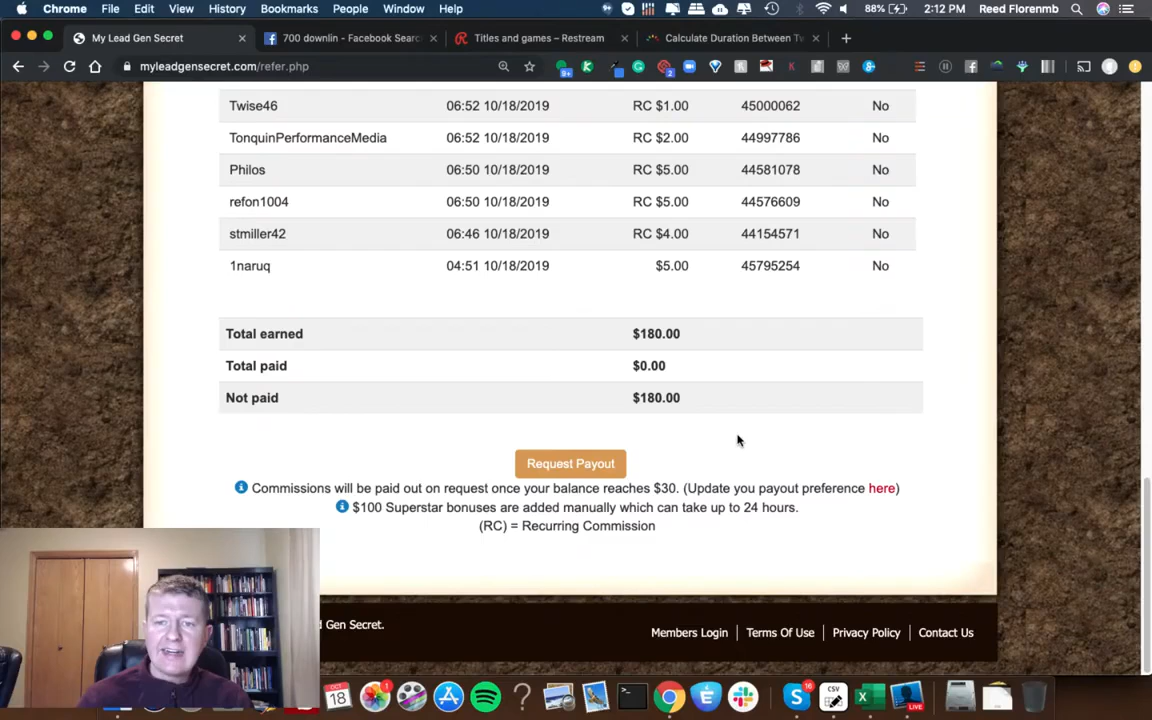 Chrome File Edit View History Bookmarks People Window Help 88% 2:12 PM Reed Florenmb
My Lead Gen Secret 700 downlin - Facebook Searc Titles and games – Restream Calculate Duration Between Tw
myleadgensecret.com/refer.php
Twise46 06:52 10/18/2019 RC $1.00 45000062 No
TonquinPerformanceMedia 06:52 10/18/2019 RC $2.00 44997786 No
Philos 06:50 10/18/2019 RC $5.00 44581078 No
refon1004 06:50 10/18/2019 RC $5.00 44576609 No
stmiller42 06:46 10/18/2019 RC $4.00 44154571 No
1naruq 04:51 10/18/2019 $5.00 45795254 No
Total earned $180.00
Total paid $0.00
Not paid $180.00
Request Payout
Commissions will be paid out on request once your balance reaches $30. (Update you payout preference here)
$100 Superstar bonuses are added manually which can take up to 24 hours.
(RC) = Recurring Commission
d Gen Secret. Members Login Terms Of Use Privacy Policy Contact Us
OCT
18 1 CSV 16 LIVE